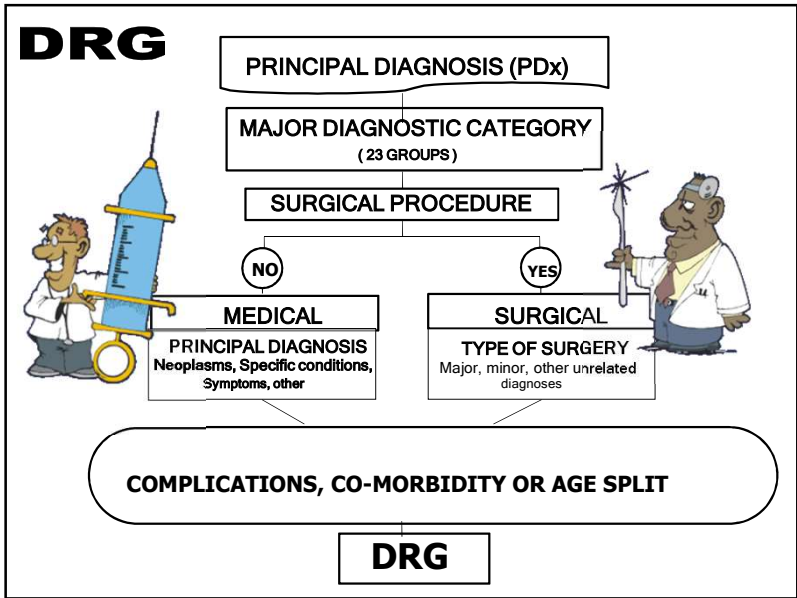 DRG
PRINCIPAL DIAGNOSIS (PDx)
MAJOR DIAGNOSTIC CATEGORY
( 23 GROUPS )
SURGICAL PROCEDURE
NO
YES
MEDICAL
PRINCIPAL DIAGNOSIS
Neoplasms, Specific conditions,
Symptoms, other
SURGICAL
TYPE OF SURGERY
Major, minor, other unrelated
diagnoses
COMPLICATIONS, CO-MORBIDITY OR AGE SPLIT
DRG